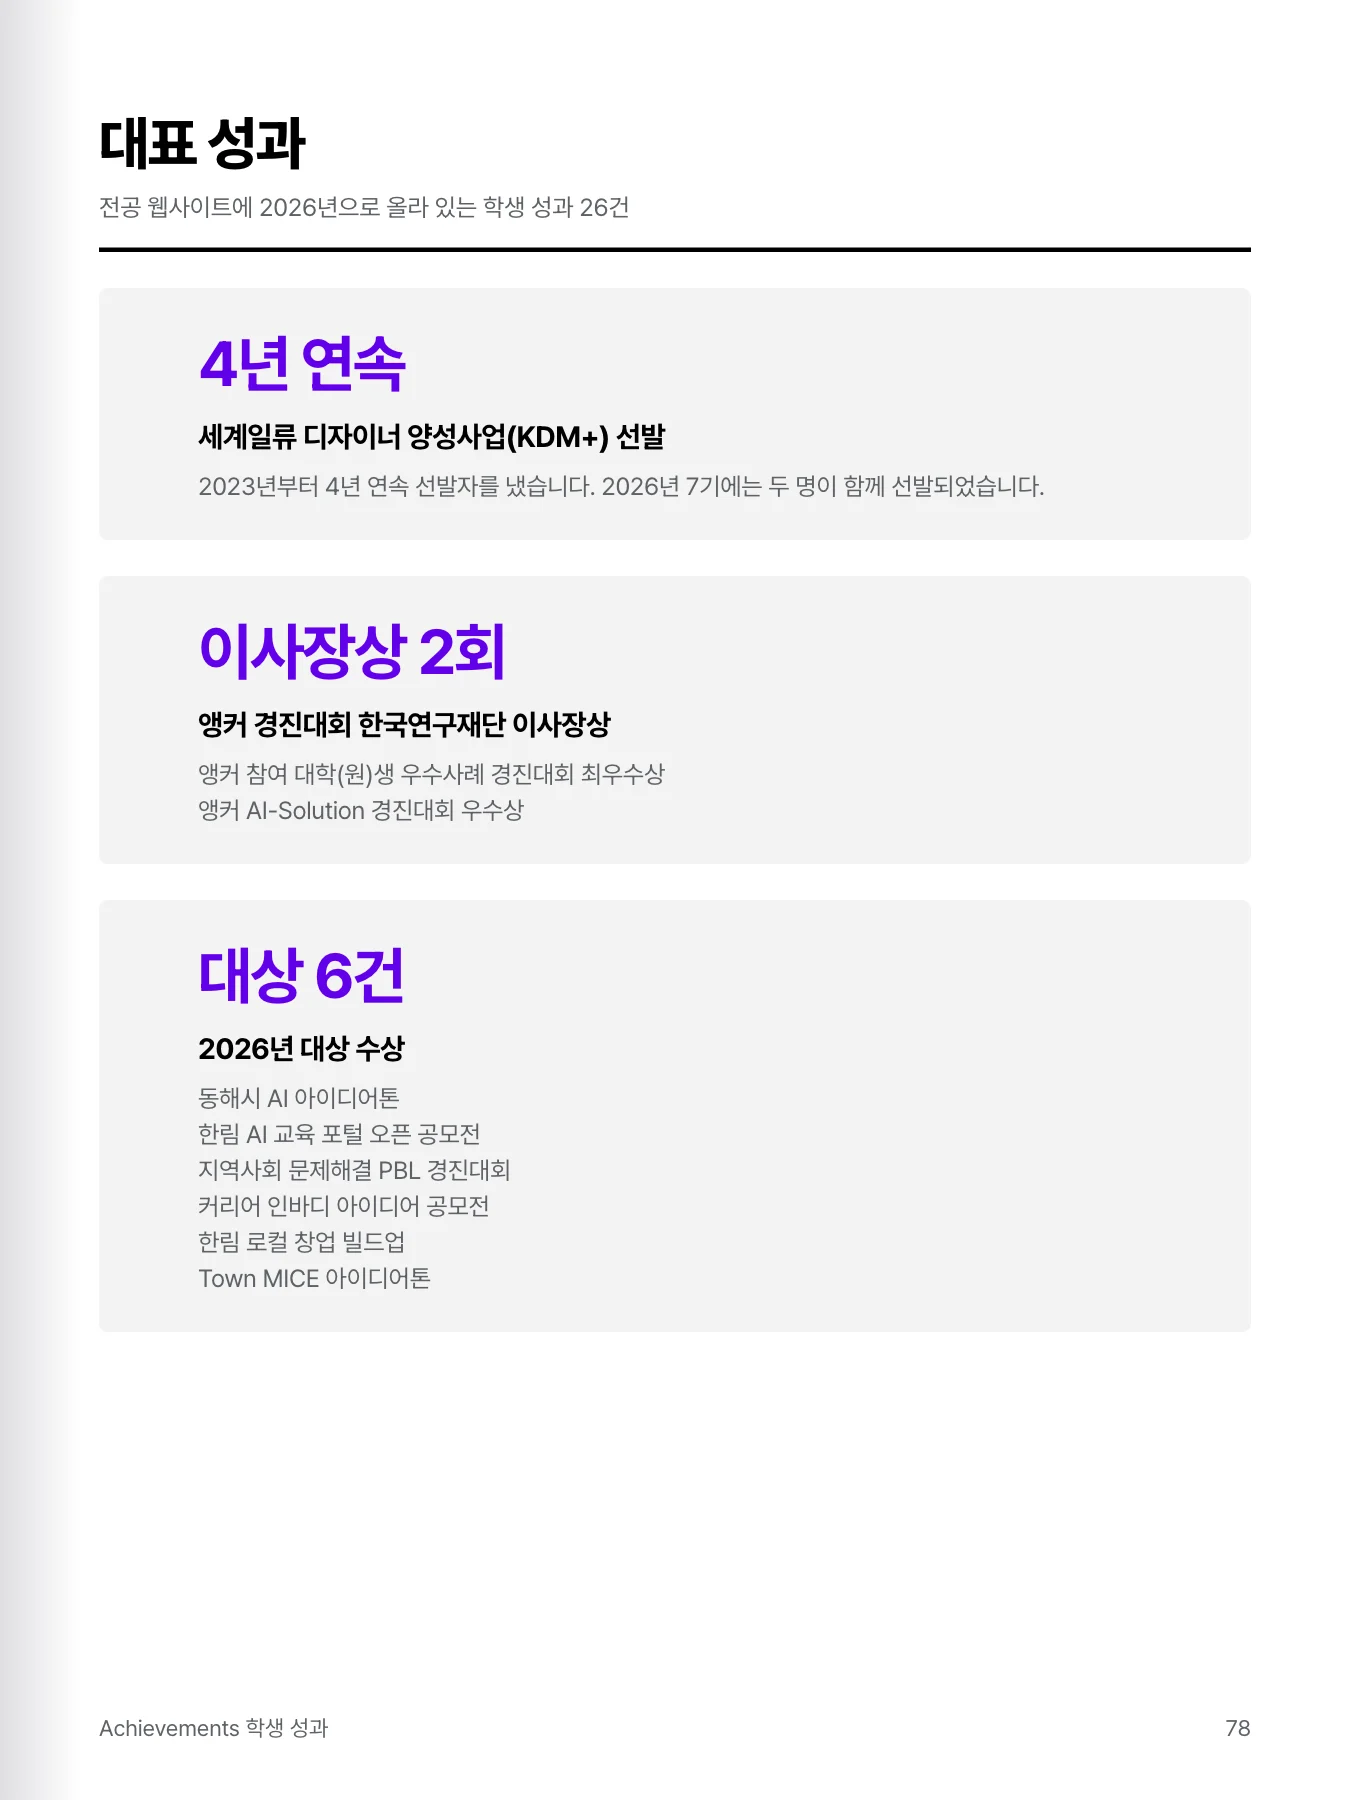 대표 성과
전공 웹사이트에 2026년으로 올라 있는 학생 성과 26건
4년 연속
세계일류 디자이너 양성사업(KDM+) 선발
2023년부터 4년 연속 선발자를 냈습니다. 2026년 7기에는 두 명이 함께 선발되었습니다.
이사장상 2회
앵커 경진대회 한국연구재단 이사장상
앵커 참여 대학(원)생 우수사례 경진대회 최우수상
앵커 AI-Solution 경진대회 우수상
대상 6건
2026년 대상 수상
동해시 AI 아이디어톤
한림 AI 교육 포털 오픈 공모전
지역사회 문제해결 PBL 경진대회
커리어 인바디 아이디어 공모전
한림 로컬 창업 빌드업
Town MICE 아이디어톤
Achievements 학생 성과
78